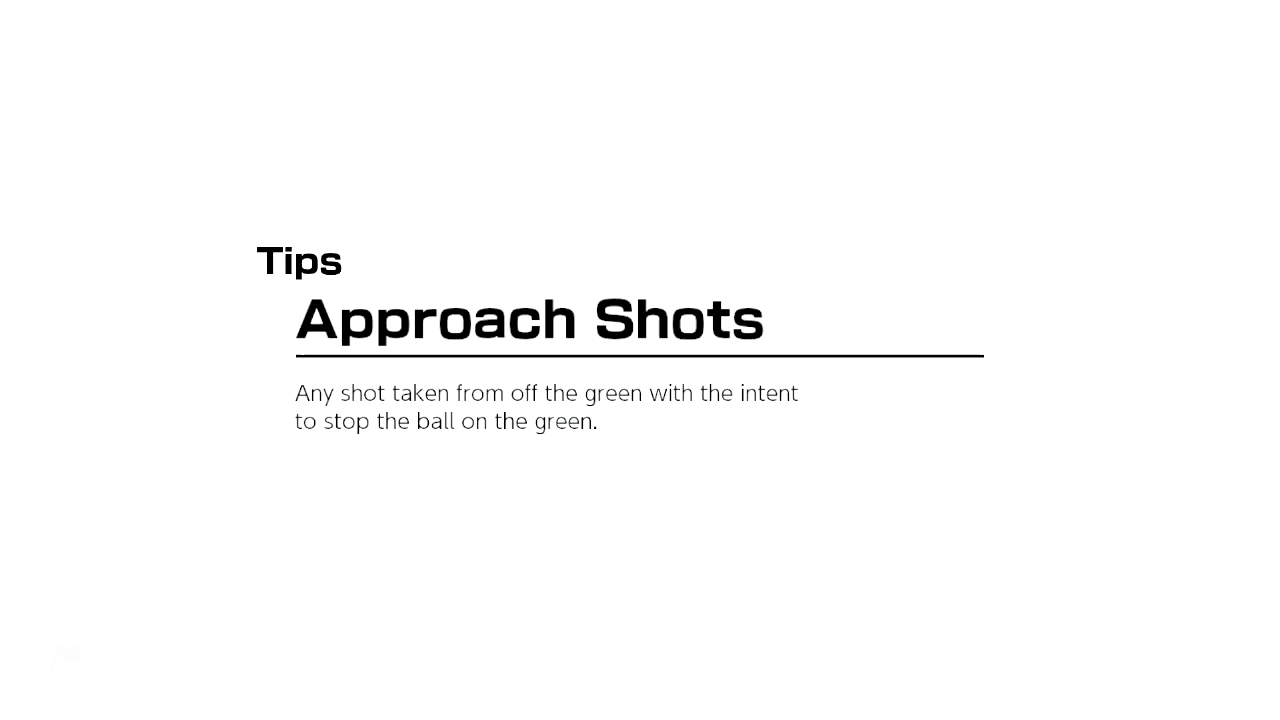 Tips
Approach Shots
Any shot taken from off the green with the intent
to stop the ball on the green.